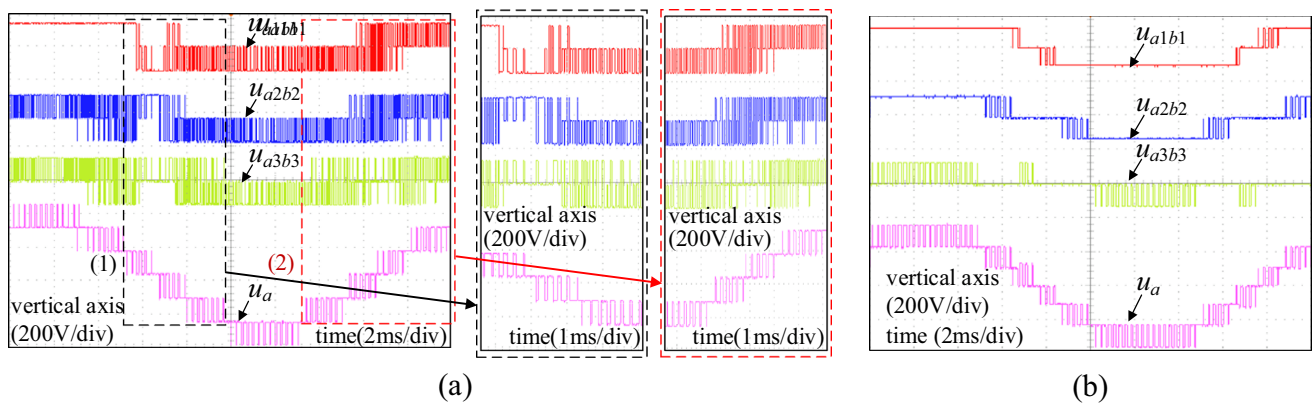 u_{a2b2}
u_{a3b3}
(1)
(2)
u_a
vertical axis
(200V/div)
time(2ms/div)
vertical axis
(200V/div)
time(1ms/div)
vertical axis
(200V/div)
time(1ms/div)
(a)
u_{a1b1}
u_{a2b2}
u_{a3b3}
vertical axis
(200V/div)
time (2ms/div)
u_a
(b)